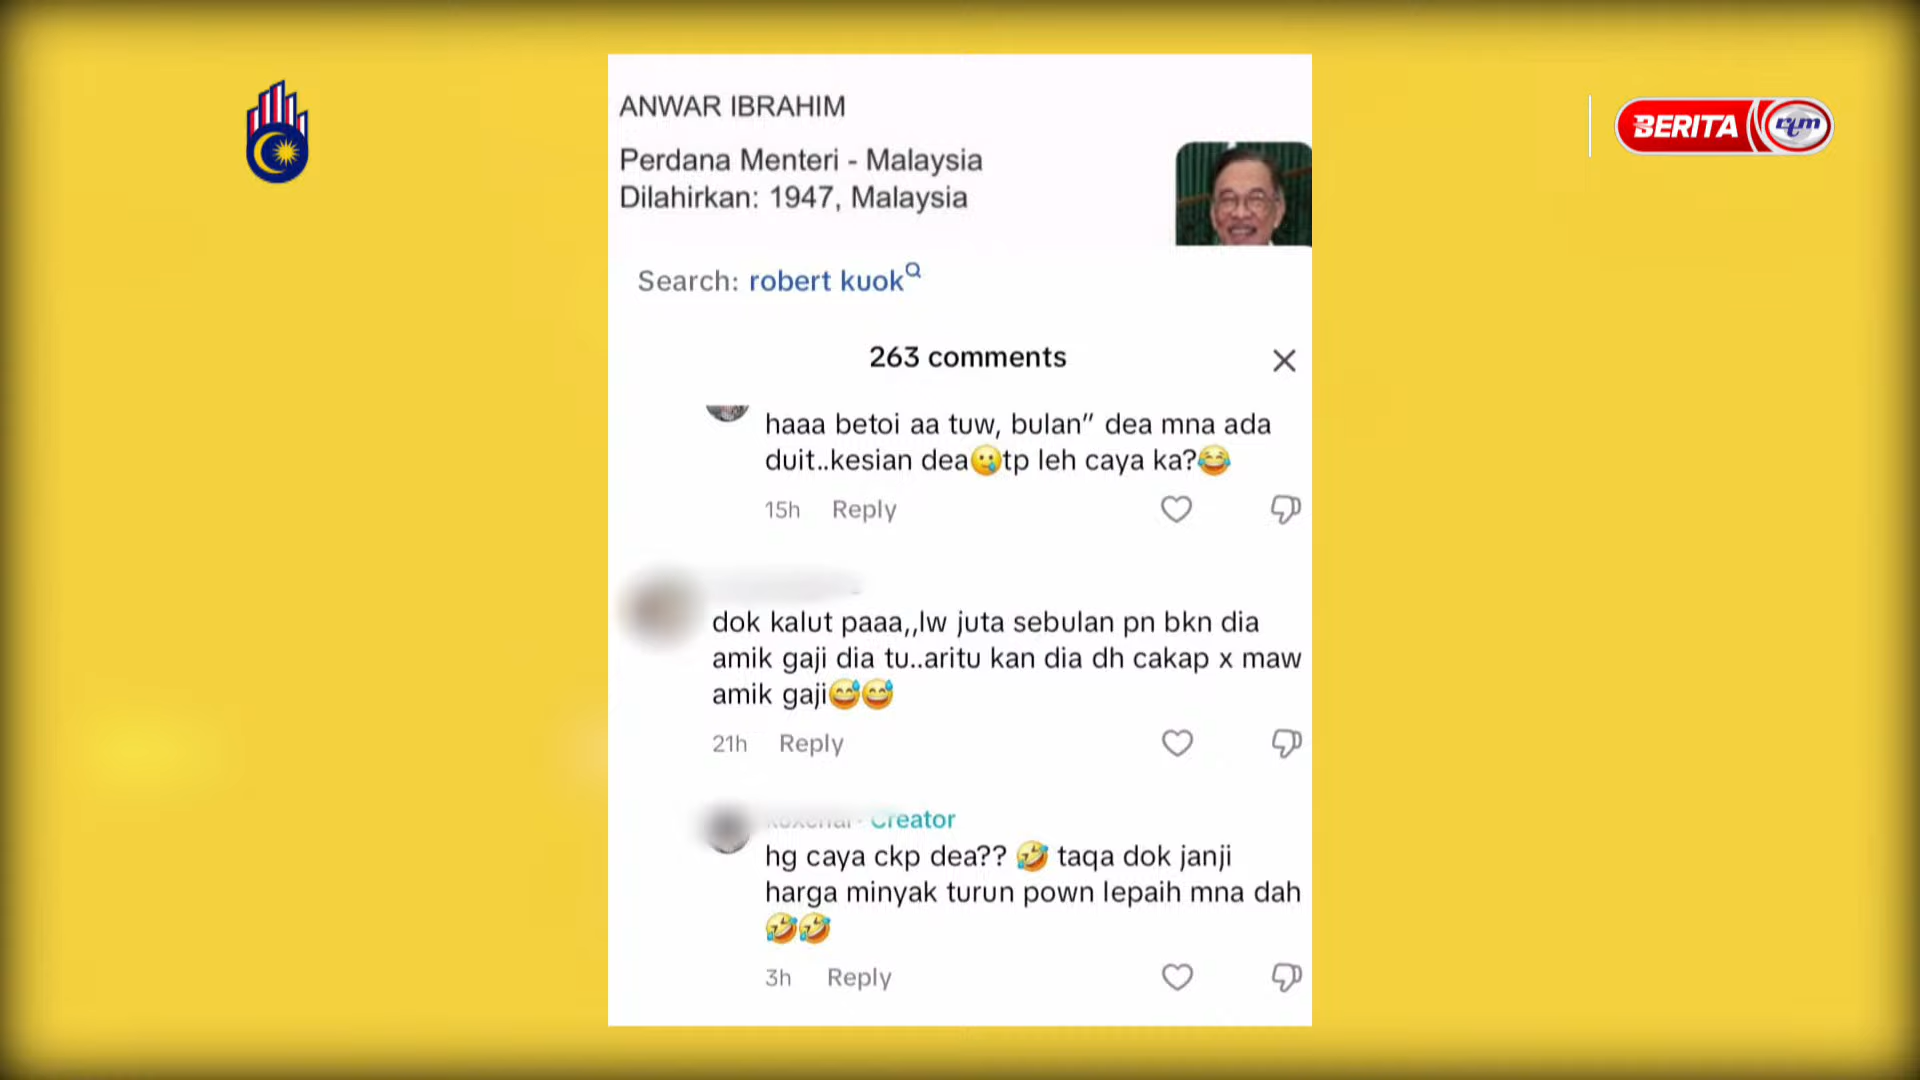 BERITA rtm
ANWAR IBRAHIM
Perdana Menteri - Malaysia
Dilahirkan: 1947, Malaysia
Search: robert kuok
263 comments
haaa betoi aa tuw, bulan” dea mna ada
duit..kesian dea🥲tp leh caya ka?😂
15h Reply
dok kalut paaa,,lw juta sebulan pn bkn dia
amik gaji dia tu..aritu kan dia dh cakap x maw
amik gaji😅😅
21h Reply
Creator
hg caya ckp dea?? 🤣 taqa dok janji
harga minyak turun pown lepaih mna dah
🤣🤣
3h Reply